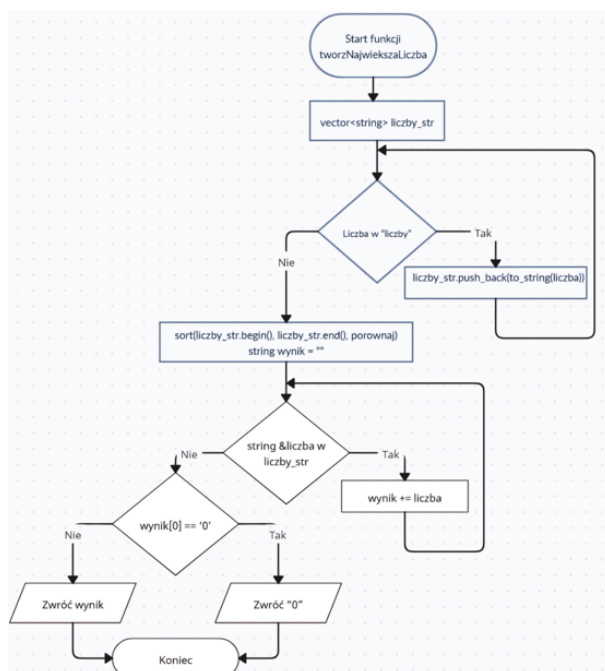 Start funkcji
tworzNajwiekszaLiczba
vector<string> liczby_str
Liczba w "liczby"
Tak
Nie
liczby_str.push_back(to_string(liczba))
sort(liczby_str.begin(), liczby_str.end(), porownaj)
string wynik = ""
string &liczba w
liczby_str
Nie
Tak
wynik += liczba
wynik[0] == '0'
Nie
Tak
Zwróć wynik
Zwróć "0"
Koniec